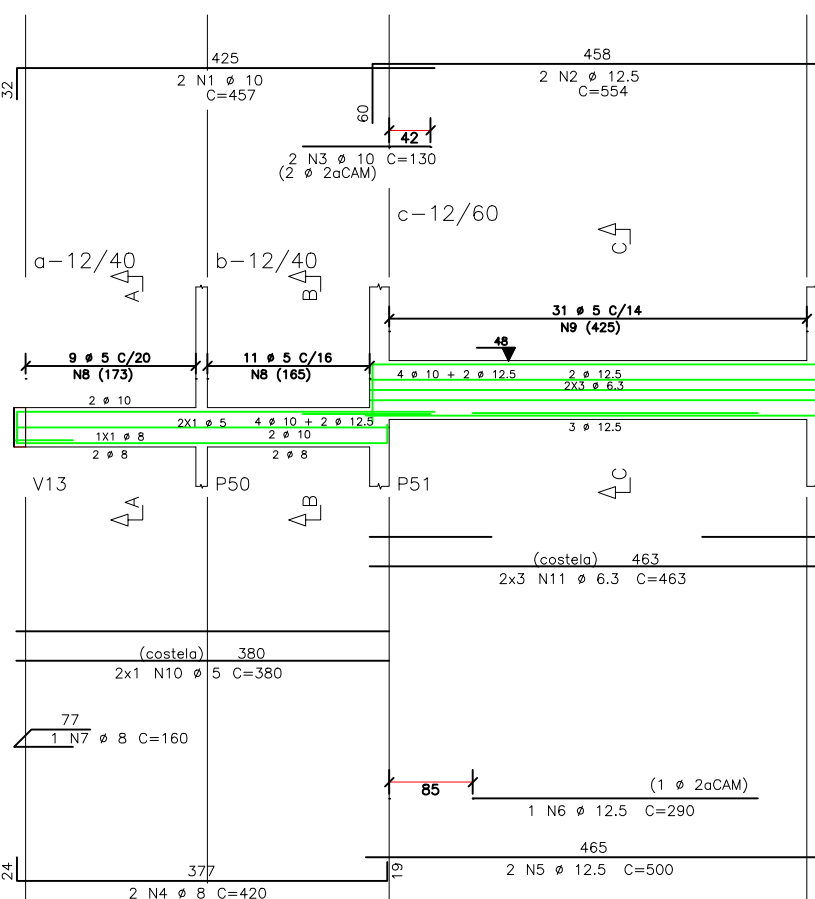 425
2 N1 ø 10
C=457
32
458
2 N2 ø 12.5
C=554
60
42
2 N3 ø 10 C=130
(2 ø 2aCAM)
c-12/60
a-12/40
b-12/40
A
B
C
31 ø 5 C/14
N9 (425)
48
9 ø 5 C/20
N8 (173)
11 ø 5 C/16
N8 (165)
4 ø 10 + 2 ø 12.5
2 ø 12.5
2X3 ø 6.3
2 ø 10
2X1 ø 5
4 ø 10 + 2 ø 12.5
1X1 ø 8
2 ø 10
3 ø 12.5
2 ø 8
2 ø 8
V13
P50
P51
A
B
C
(costela) 463
2x3 N11 ø 6.3 C=463
(costela) 380
2x1 N10 ø 5 C=380
77
1 N7 ø 8 C=160
85
(1 ø 2aCAM)
1 N6 ø 12.5 C=290
465
2 N5 ø 12.5 C=500
24
377
19
2 N4 ø 8 C=420